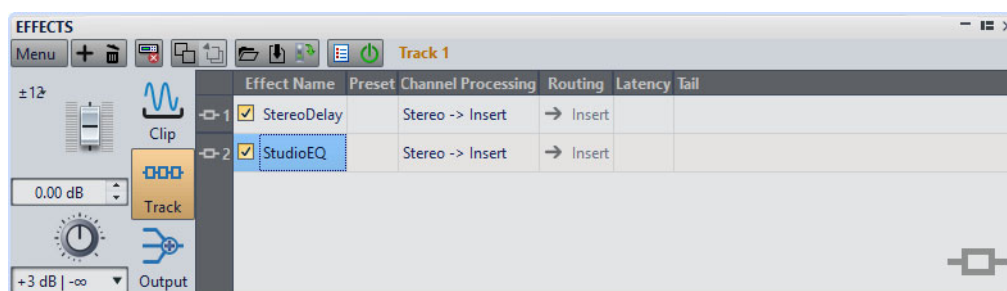 EFFECTS
Menu Track 1
Effect Name Preset Channel Processing Routing Latency Tail
±12
1 StereoDelay Stereo -> Insert → Insert
Clip
2 StudioEQ Stereo -> Insert → Insert
0.00 dB
Track
+3 dB | -∞ Output